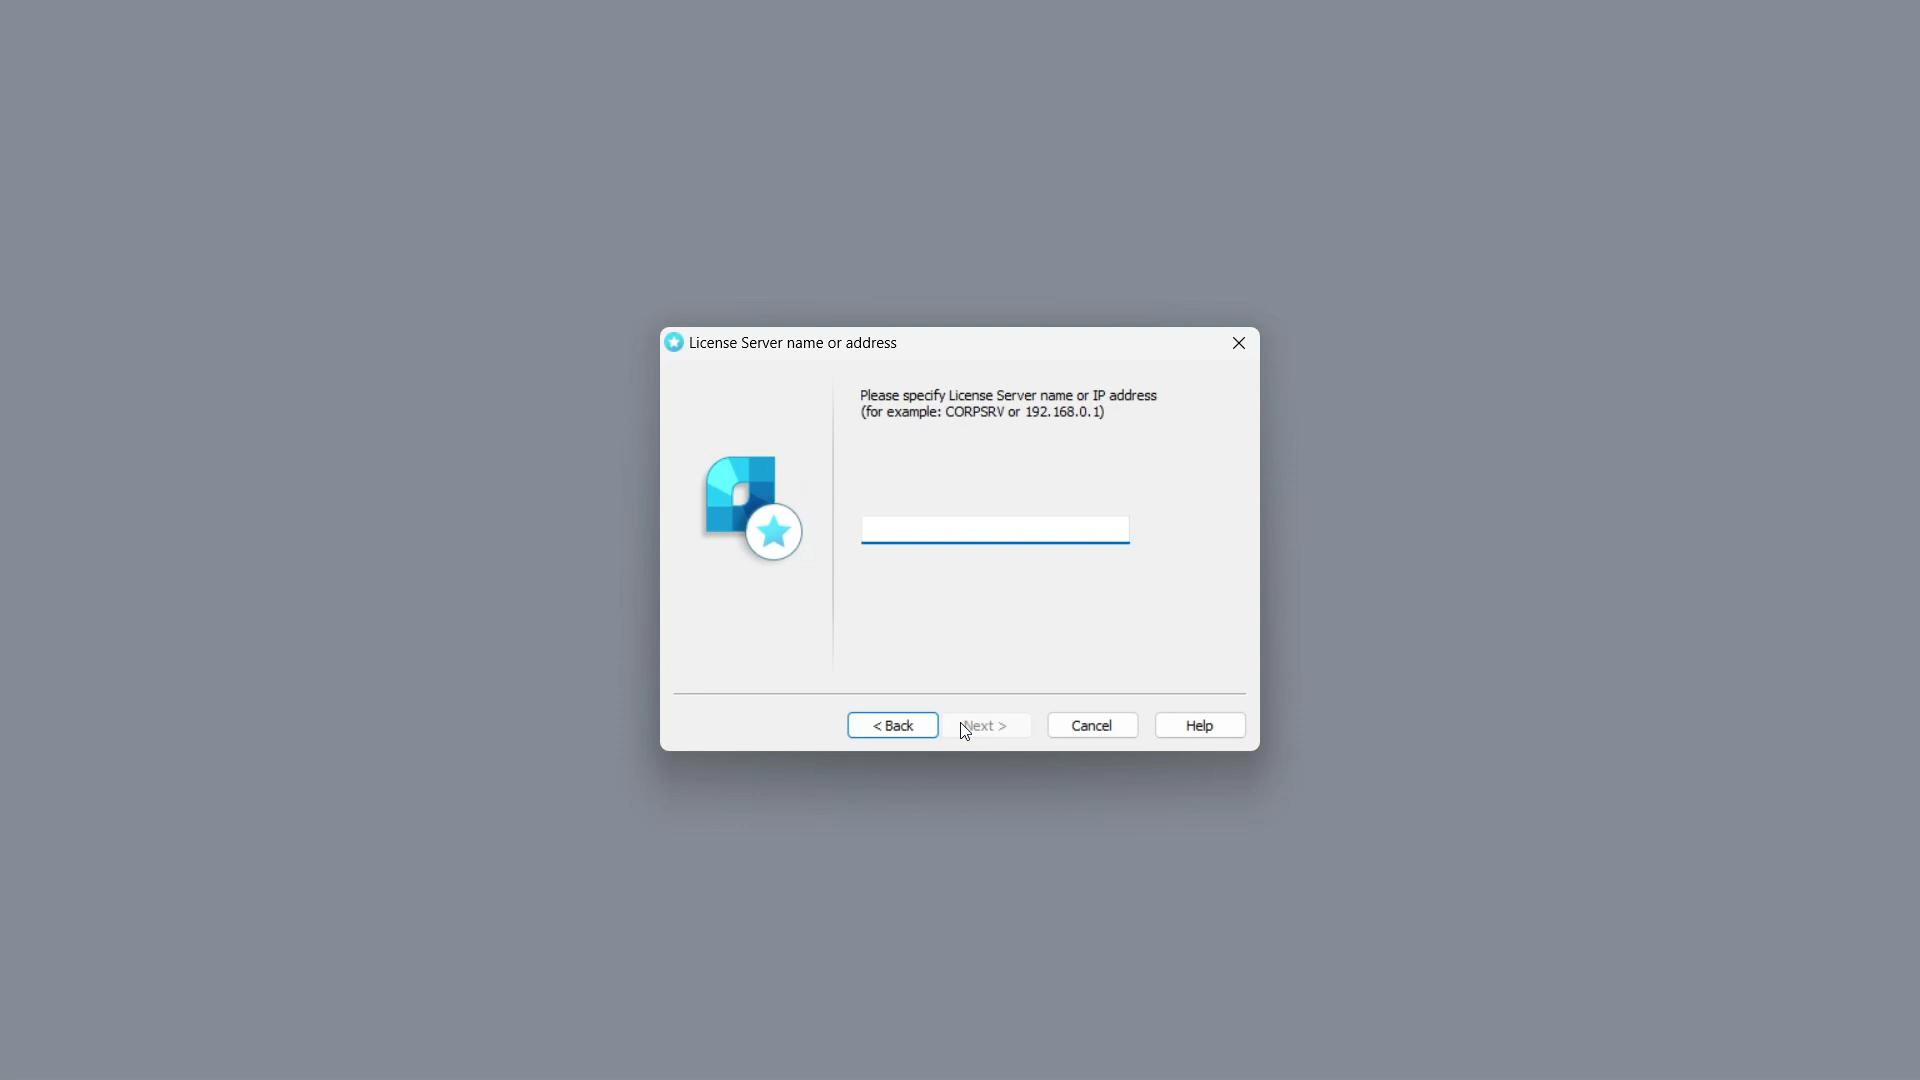 License Server name or address
Please specify License Server name or IP address
(for example: CORPSRV or 192.168.0.1)
< Back
Next >
Cancel
Help